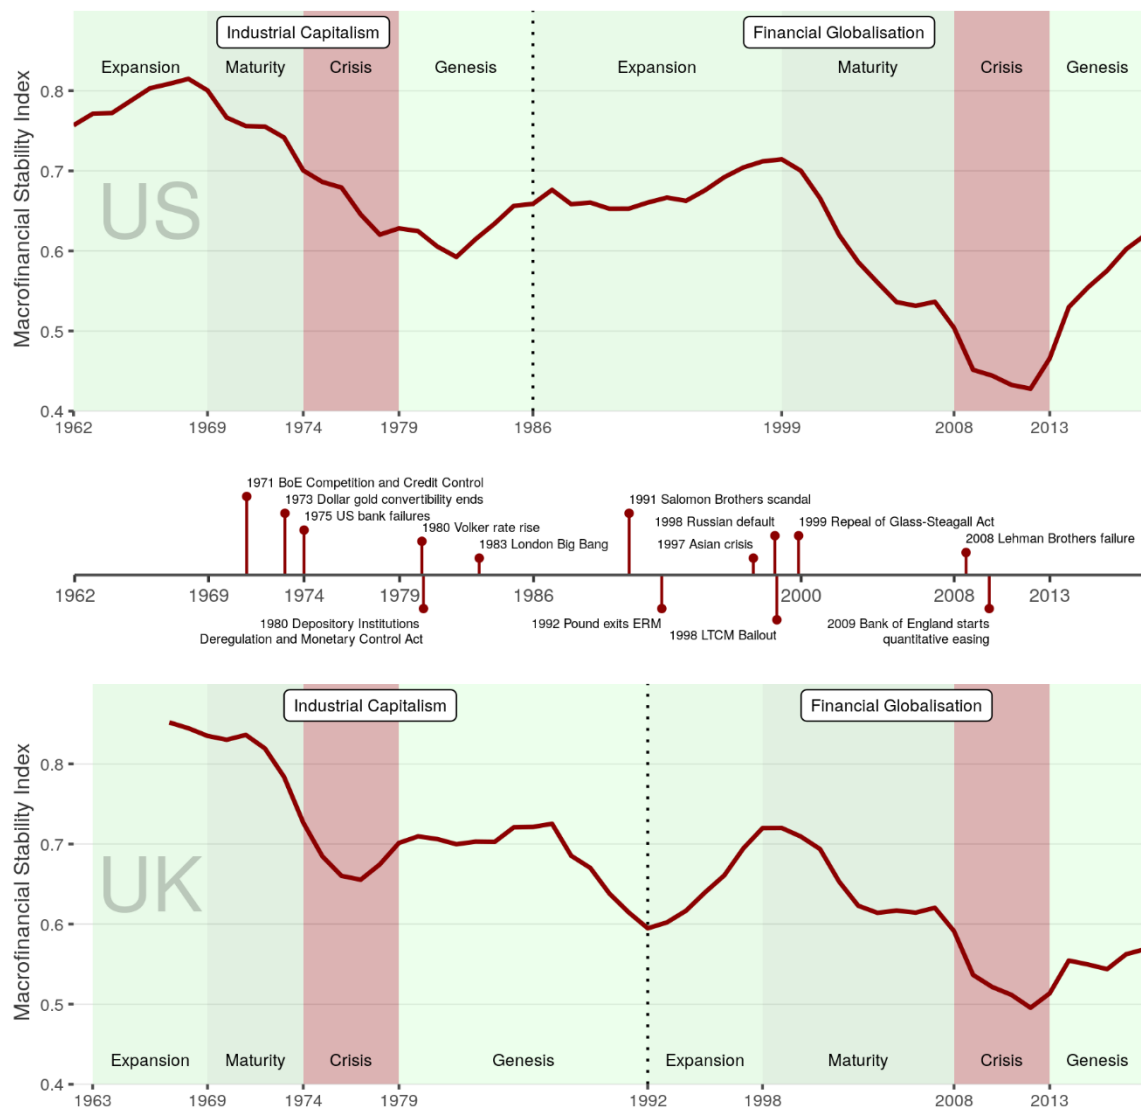 Industrial Capitalism
Financial Globalisation
Expansion
Maturity
Crisis
Genesis
Expansion
Maturity
Crisis
Genesis
Macrofinancial Stability Index
0.8
0.7
0.6
0.5
0.4
US
1962
1969
1974
1979
1986
1999
2008
2013
1971 BoE Competition and Credit Control
1973 Dollar gold convertibility ends
1975 US bank failures
1980 Volker rate rise
1983 London Big Bang
1991 Salomon Brothers scandal
1998 Russian default
1997 Asian crisis
1999 Repeal of Glass-Steagall Act
2008 Lehman Brothers failure
1962
1969
1974
1979
1986
2000
2008
2013
1980 Depository Institutions
Deregulation and Monetary Control Act
1992 Pound exits ERM
1998 LTCM Bailout
2009 Bank of England starts
quantitative easing
Industrial Capitalism
Financial Globalisation
Macrofinancial Stability Index
0.8
0.7
0.6
0.5
0.4
UK
Expansion
Maturity
Crisis
Genesis
Expansion
Maturity
Crisis
Genesis
1963
1969
1974
1979
1992
1998
2008
2013